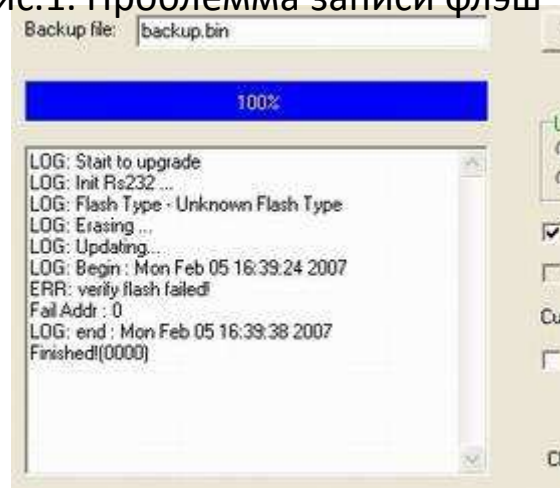 ис.1. Проблемма записи флэш
Backup file: backup.bin
100%
LOG: Start to upgrade
LOG: Init Rs232 ...
LOG: Flash Type - Unknown Flash Type
LOG: Erasing ...
LOG: Updating...
LOG: Begin : Mon Feb 05 16:39:24 2007
ERR: verify flash failed!
Fail Addr : 0
LOG: end : Mon Feb 05 16:39:38 2007
Finished!(0000)
Cu